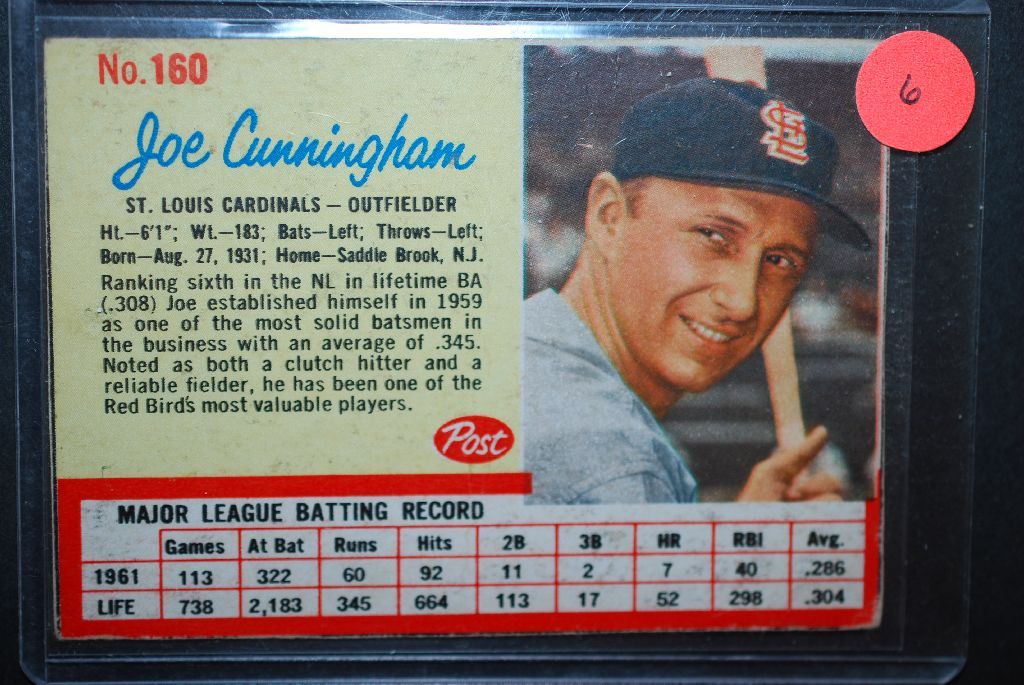 No. 160
6
Joe Cunningham
ST. LOUIS CARDINALS — OUTFIELDER
Ht.—6'1"; Wt.—183; Bats—Left; Throws—Left;
Born—Aug. 27, 1931; Home—Saddle Brook, N.J.
Ranking sixth in the NL in lifetime BA
(.308) Joe established himself in 1959
as one of the most solid batsmen in
the business with an average of .345.
Noted as both a clutch hitter and a
reliable fielder, he has been one of the
Red Bird's most valuable players.
Post
StL
MAJOR LEAGUE BATTING RECORD
Games At Bat Runs Hits 2B 3B HR RBI Avg.
1961 113 322 60 92 11 2 7 40 .286
LIFE 738 2,183 345 664 113 17 52 298 .304